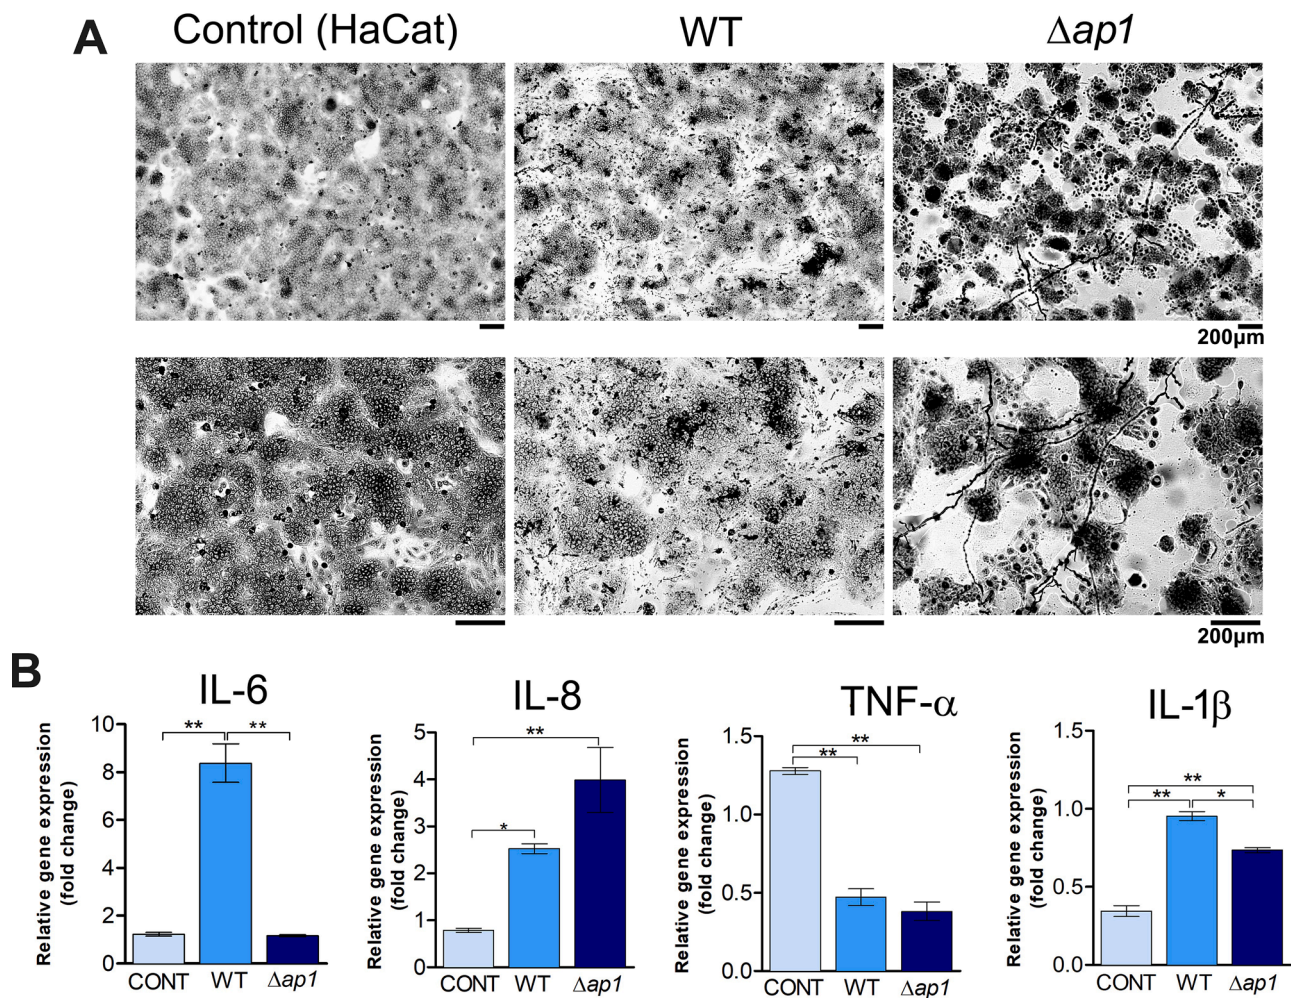 A
Control (HaCat)
WT
Δap1
200µm
200µm
B
IL-6
Relative gene expression
(fold change)
10
8
6
4
2
0
**
**
CONT
WT
Δap1
IL-8
Relative gene expression
(fold change)
5
4
3
2
1
0
**
*
CONT
WT
Δap1
TNF-α
Relative gene expression
(fold change)
1.5
1.0
0.5
0.0
**
**
CONT
WT
Δap1
IL-1β
Relative gene expression
(fold change)
1.5
1.0
0.5
0.0
**
**
*
CONT
WT
Δap1